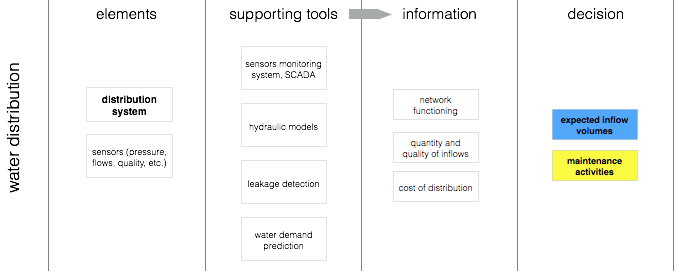 elements
supporting tools
information
decision
water distribution
distribution
system
sensors (pressure,
flows, quality, etc.)
sensors monitoring
system, SCADA
hydraulic models
leakage detection
water demand
prediction
network
functioning
quantity and
quality of inflows
cost of distribution
expected inflow
volumes
maintenance
activities